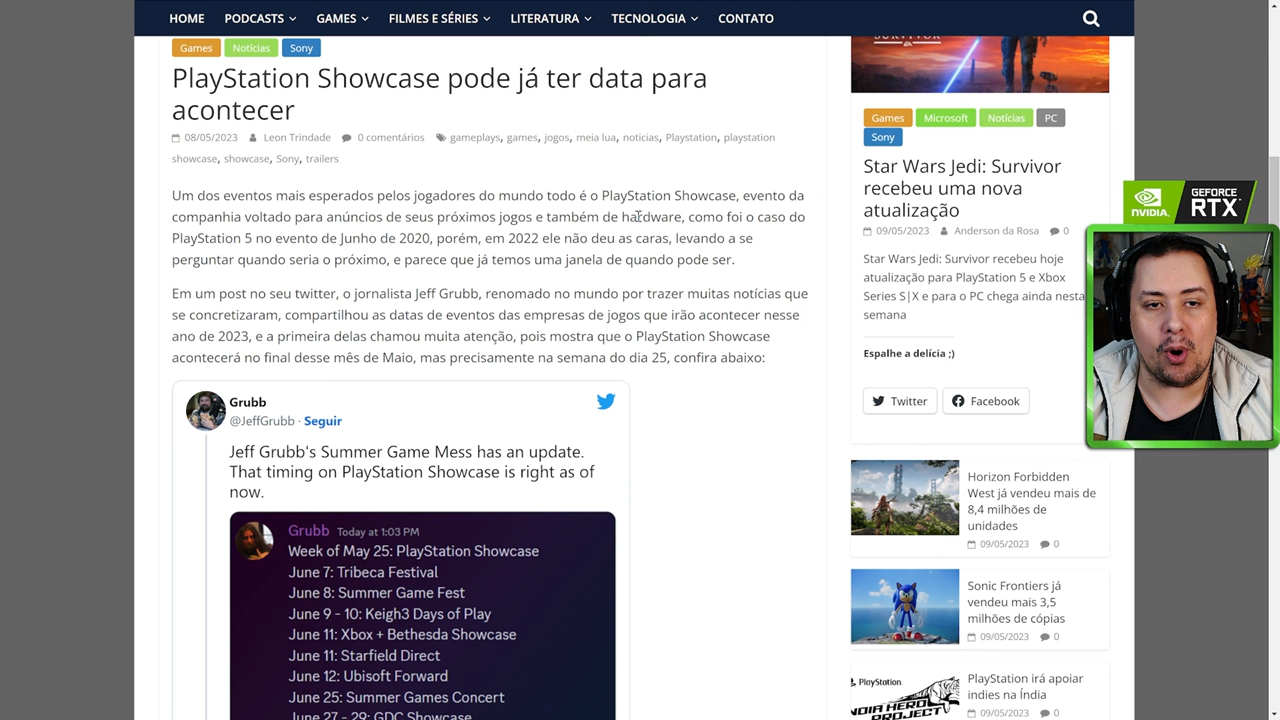 HOME PODCASTS GAMES FILMES E SÉRIES LITERATURA TECNOLOGIA CONTATO
Games Notícias Sony
PlayStation Showcase pode já ter data para
acontecer
08/05/2023 Leon Trindade 0 comentários gameplays, games, jogos, meia lua, noticias, Playstation, playstation
showcase, showcase, Sony, trailers
Um dos eventos mais esperados pelos jogadores do mundo todo é o PlayStation Showcase, evento da
companhia voltado para anúncios de seus próximos jogos e também de hardware, como foi o caso do
PlayStation 5 no evento de Junho de 2020, porém, em 2022 ele não deu as caras, levando a se
perguntar quando seria o próximo, e parece que já temos uma janela de quando pode ser.
Em um post no seu twitter, o jornalista Jeff Grubb, renomado no mundo por trazer muitas notícias que
se concretizaram, compartilhou as datas de eventos das empresas de jogos que irão acontecer nesse
ano de 2023, e a primeira delas chamou muita atenção, pois mostra que o PlayStation Showcase
acontecerá no final desse mês de Maio, mas precisamente na semana do dia 25, confira abaixo:
Grubb
@JeffGrubb · Seguir
Jeff Grubb's Summer Game Mess has an update.
That timing on PlayStation Showcase is right as of
now.
Grubb Today at 1:03 PM
Week of May 25: PlayStation Showcase
June 7: Tribeca Festival
June 8: Summer Game Fest
June 9 - 10: Keigh3 Days of Play
June 11: Xbox + Bethesda Showcase
June 11: Starfield Direct
June 12: Ubisoft Forward
June 25: Summer Games Concert
June 27 - 29: GDC Showcase
SURVIVOR
Games Microsoft Notícias PC
Sony
Star Wars Jedi: Survivor
recebeu uma nova
atualização
09/05/2023 Anderson da Rosa 0
Star Wars Jedi: Survivor recebeu hoje
atualização para PlayStation 5 e Xbox
Series S|X e para o PC chega ainda nesta
semana
Espalhe a delícia ;)
Twitter Facebook
Horizon Forbidden
West já vendeu mais de
8,4 milhões de
unidades
09/05/2023 0
Sonic Frontiers já
vendeu mais 3,5
milhões de cópias
09/05/2023 0
PlayStation.
INDIA HERO
PROJECT
PlayStation irá apoiar
indies na Índia
09/05/2023 0
NVIDIA.
GEFORCE
RTX